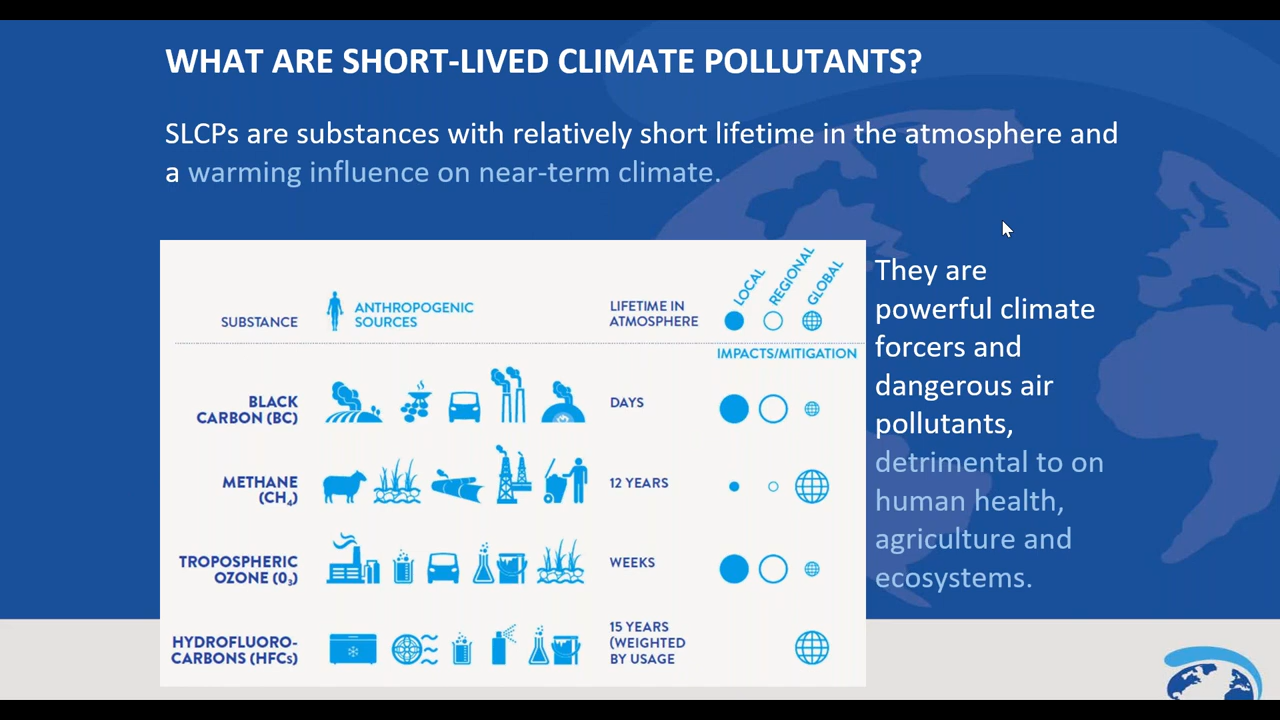 WHAT ARE SHORT-LIVED CLIMATE POLLUTANTS?
SLCPs are substances with relatively short lifetime in the atmosphere and
a warming influence on near-term climate.
SUBSTANCE
ANTHROPOGENIC
SOURCES
LIFETIME IN
ATMOSPHERE
LOCAL
REGIONAL
GLOBAL
IMPACTS/MITIGATION
BLACK
CARBON (BC)
DAYS
METHANE
(CH₄)
12 YEARS
TROPOSPHERIC
OZONE (0₃)
WEEKS
HYDROFLUORO-
CARBONS (HFCs)
15 YEARS
(WEIGHTED
BY USAGE
They are
powerful climate
forcers and
dangerous air
pollutants,
detrimental to on
human health,
agriculture and
ecosystems.